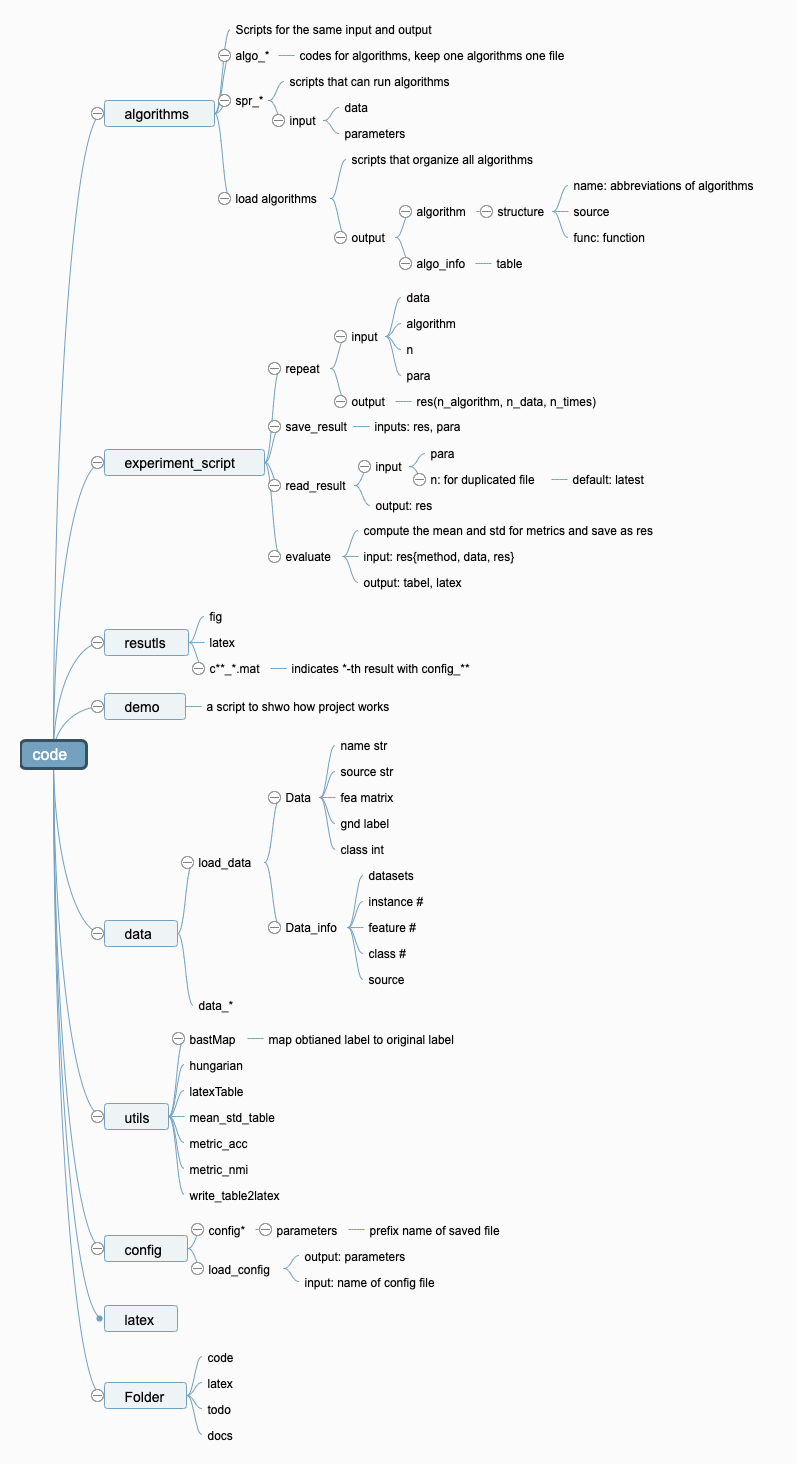 code
algorithms
Scripts for the same input and output
algo_*
codes for algorithms, keep one algorithms one file
spr_*
scripts that can run algorithms
input
data
parameters
load algorithms
scripts that organize all algorithms
output
algorithm
structure
name: abbreviations of algorithms
source
func: function
algo_info
table
experiment_script
repeat
input
data
algorithm
n
para
output
res(n_algorithm, n_data, n_times)
save_result
inputs: res, para
read_result
input
para
n: for duplicated file
default: latest
output: res
evaluate
compute the mean and std for metrics and save as res
input: res{method, data, res}
output: tabel, latex
resutls
fig
latex
c**_*.mat
indicates *-th result with config_**
demo
a script to shwo how project works
data
load_data
Data
name str
source str
fea matrix
gnd label
class int
Data_info
datasets
instance #
feature #
class #
source
data_*
utils
bastMap
map obtianed label to original label
hungarian
latexTable
mean_std_table
metric_acc
metric_nmi
write_table2latex
config
config*
parameters
prefix name of saved file
load_config
output: parameters
input: name of config file
latex
Folder
code
latex
todo
docs